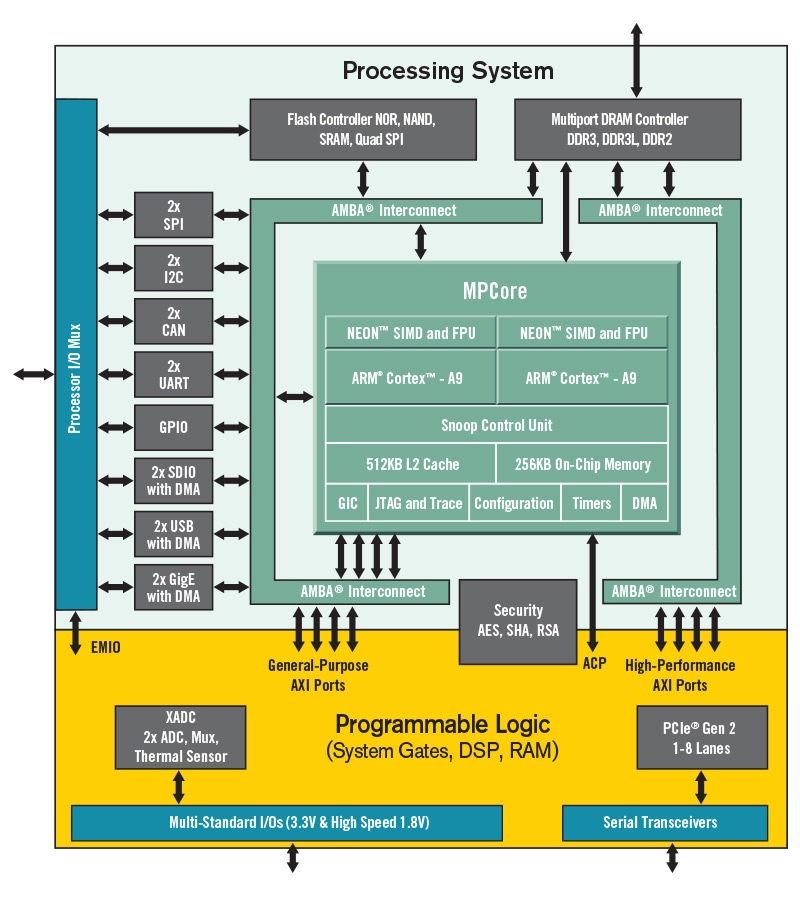 Processing System
Flash Controller NOR, NAND,
SRAM, Quad SPI
Multiport DRAM Controller
DDR3, DDR3L, DDR2
AMBA® Interconnect
AMBA® Interconnect
Processor I/O Mux
2x
SPI
2x
I2C
2x
CAN
2x
UART
GPIO
2x SDIO
with DMA
2x USB
with DMA
2x GigE
with DMA
MPCore
NEON™ SIMD and FPU
NEON™ SIMD and FPU
ARM® Cortex™ - A9
ARM® Cortex™ - A9
Snoop Control Unit
512KB L2 Cache
256KB On-Chip Memory
GIC
JTAG and Trace
Configuration
Timers
DMA
AMBA® Interconnect
AMBA® Interconnect
Security
AES, SHA, RSA
EMIO
General-Purpose
AXI Ports
ACP
High-Performance
AXI Ports
XADC
2x ADC, Mux,
Thermal Sensor
Programmable Logic
(System Gates, DSP, RAM)
PCIe® Gen 2
1-8 Lanes
Multi-Standard I/Os (3.3V & High Speed 1.8V)
Serial Transceivers